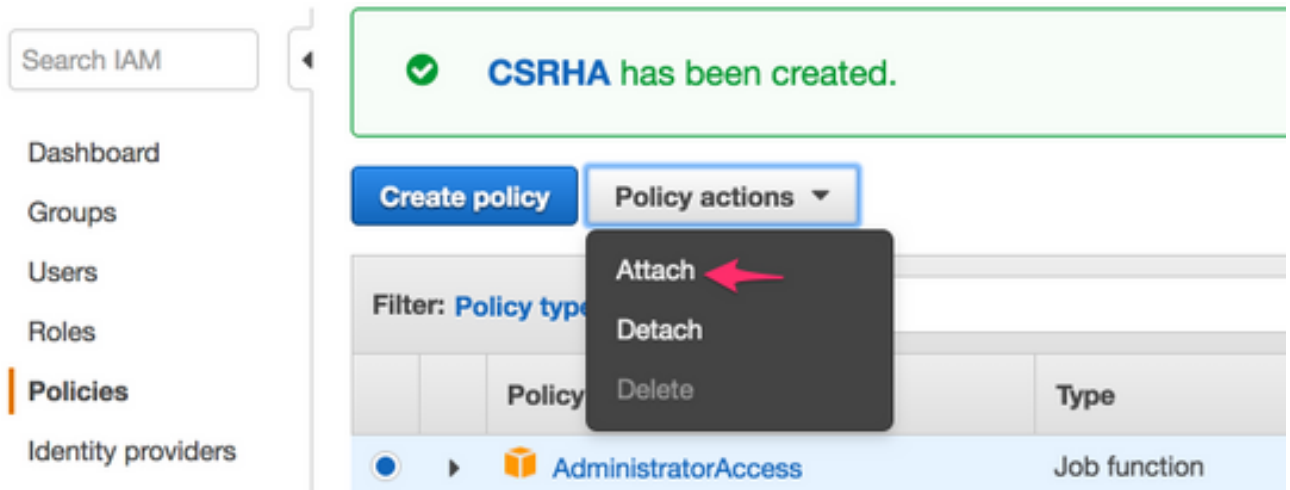 Search IAM
CSRHA has been created.
Dashboard
Create policy
Policy actions
Groups
Users
Attach
Filter: Policy type
Roles
Detach
Policies
Policy
Delete
Type
Identity providers
AdministratorAccess
Job function